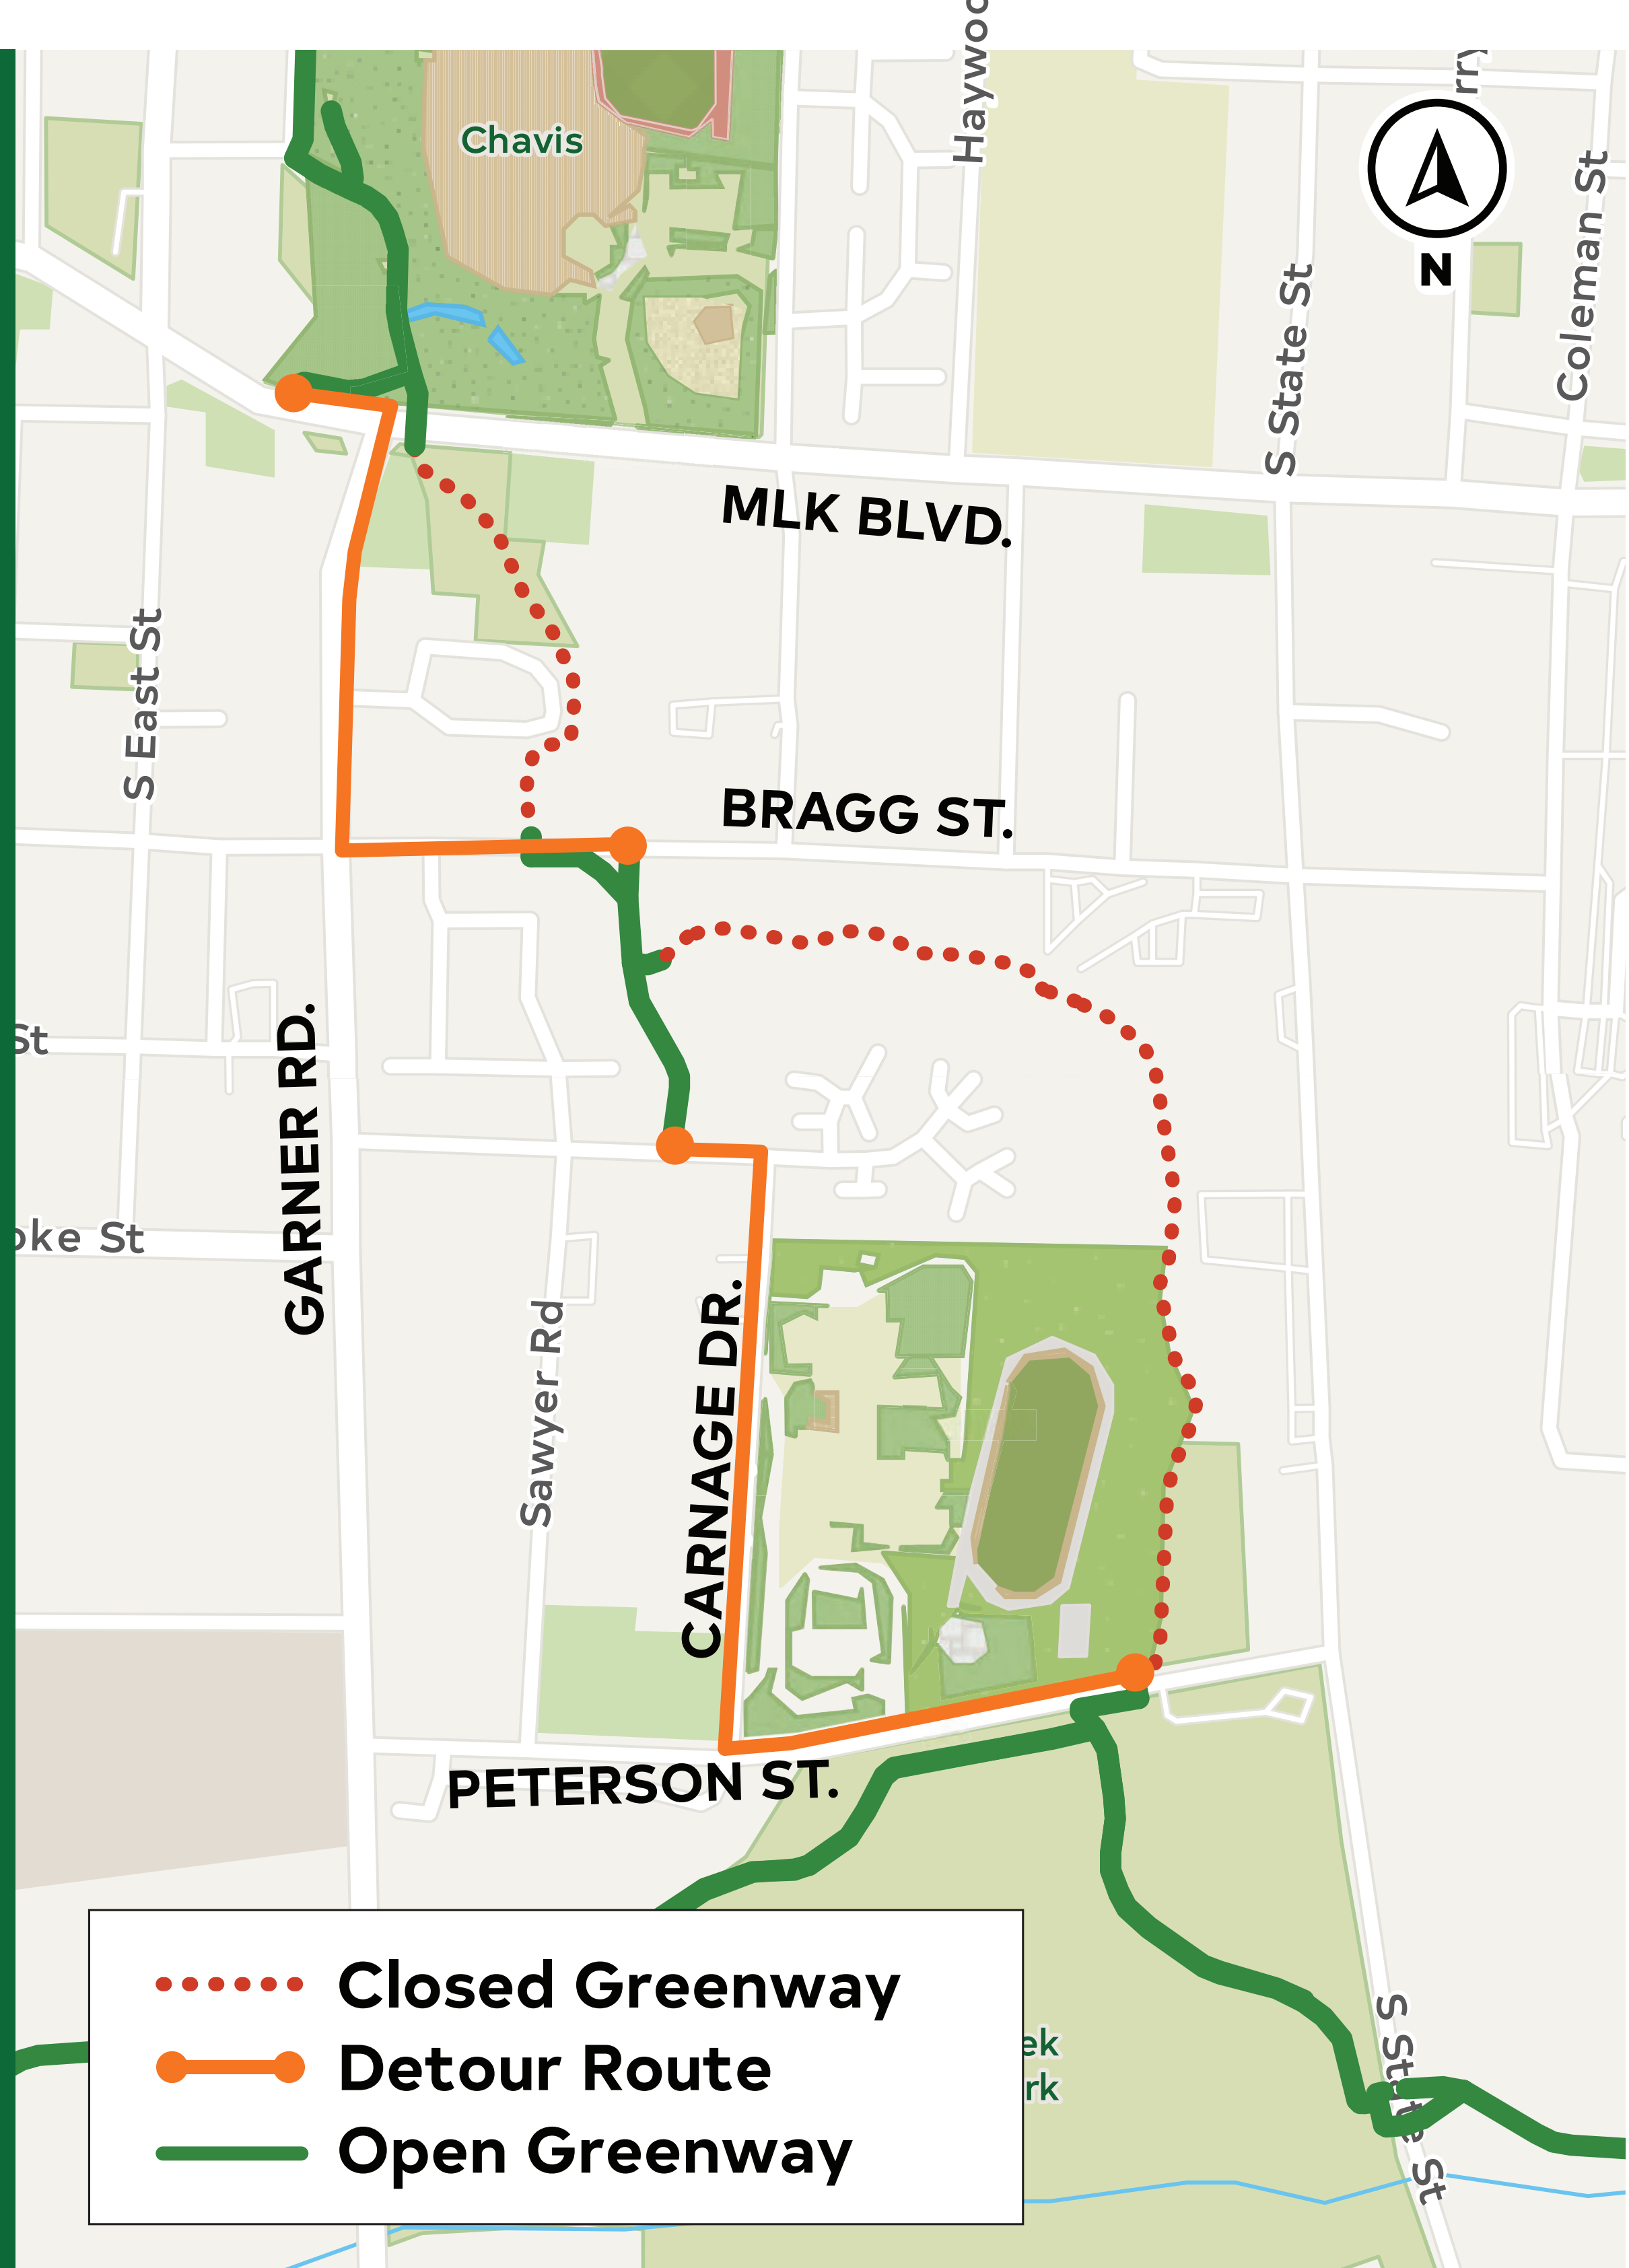 Haywoo
rry
Chavis
N
Coleman St
S State St
MLK BLVD.
S East St
BRAGG ST.
St
GARNER RD.
oke St
CARNAGE DR.
Sawyer Rd
PETERSON ST.
Closed Greenway
Detour Route
Open Greenway
ek
rk
S State St